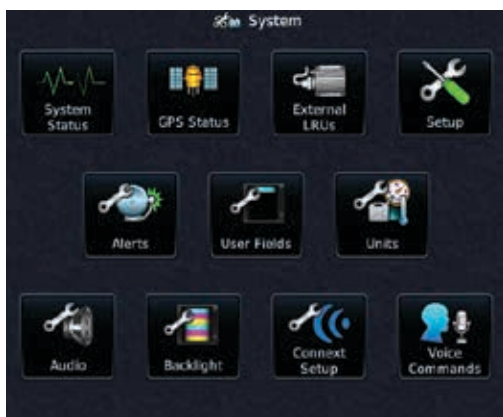 System
System
Status
GPS Status
External
LRUs
Setup
Alerts
User Fields
Units
Audio
Backlight
Connext
Setup
Voice
Commands